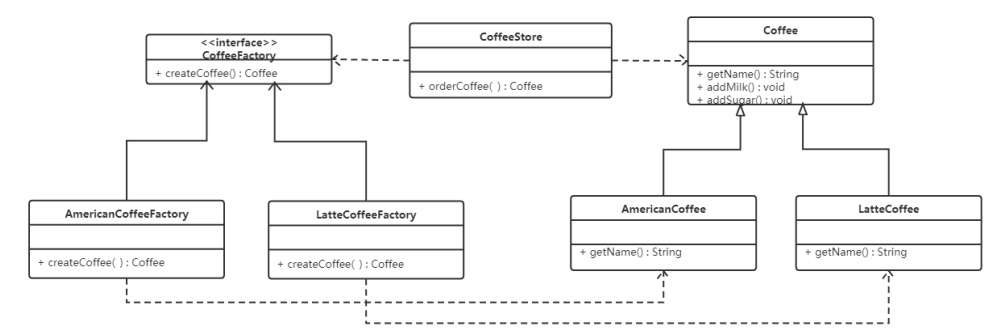 <<interface>>
CoffeeFactory
+ createCoffee() : Coffee
CoffeeStore
+ orderCoffee( ) : Coffee
Coffee
+ getName() : String
+ addMilk() : void
+ addSugar() : void
AmericanCoffeeFactory
+ createCoffee( ) : Coffee
LatteCoffeeFactory
+ createCoffee( ) : Coffee
AmericanCoffee
+ getName() : String
LatteCoffee
+ getName() : String